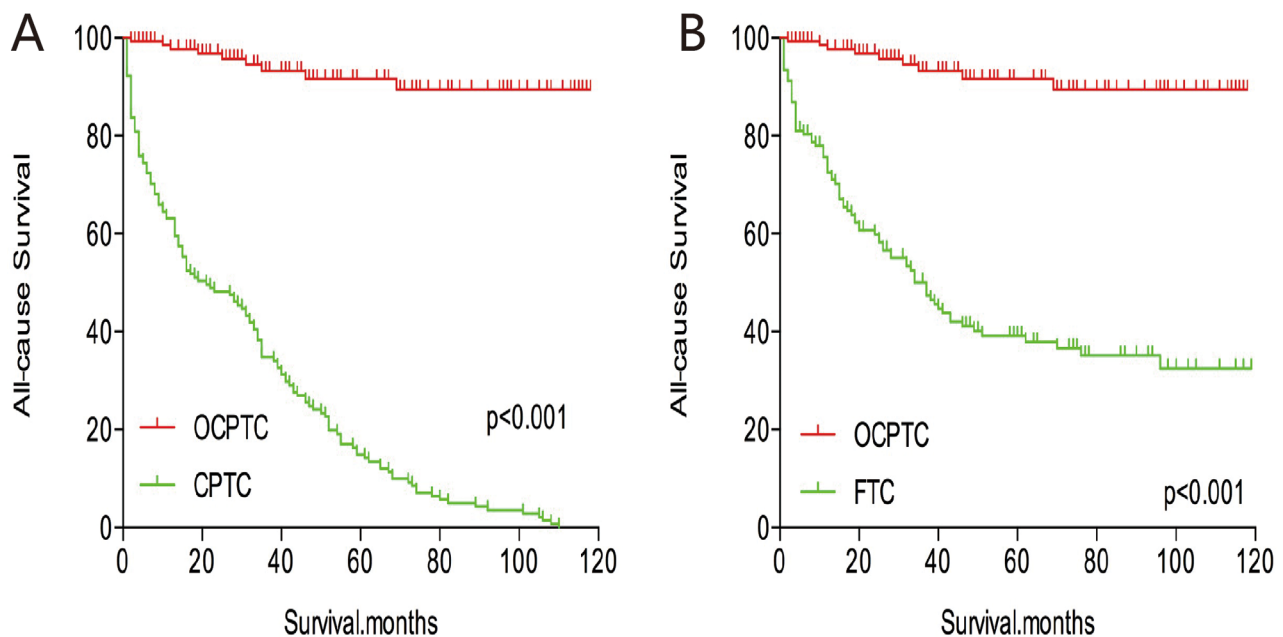 A
All-cause Survival
100
80
60
40
20
0
OCPTC
CPTC
p<0.001
0 20 40 60 80 100 120
Survival.months
B
All-cause Survival
100
80
60
40
20
0
OCPTC
FTC
p<0.001
0 20 40 60 80 100 120
Survival.months